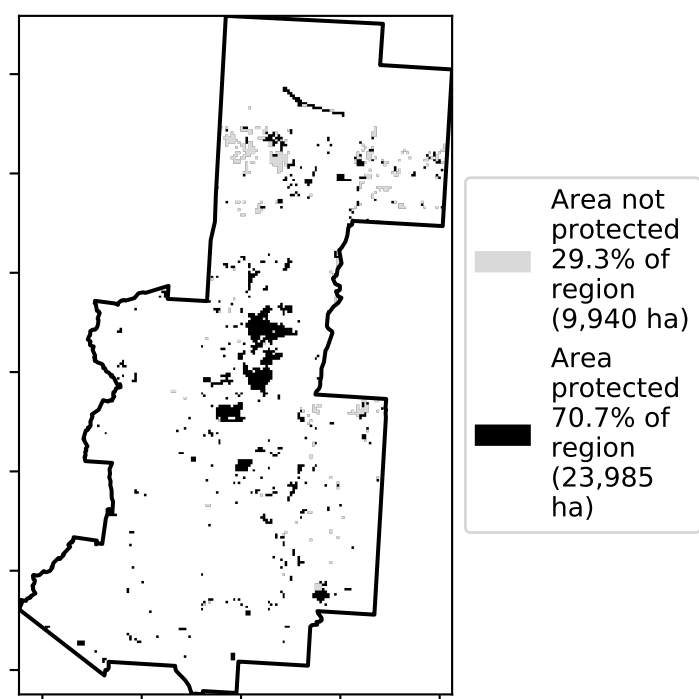 Area not
protected
29.3% of
region
(9,940 ha)
Area
protected
70.7% of
region
(23,985
ha)